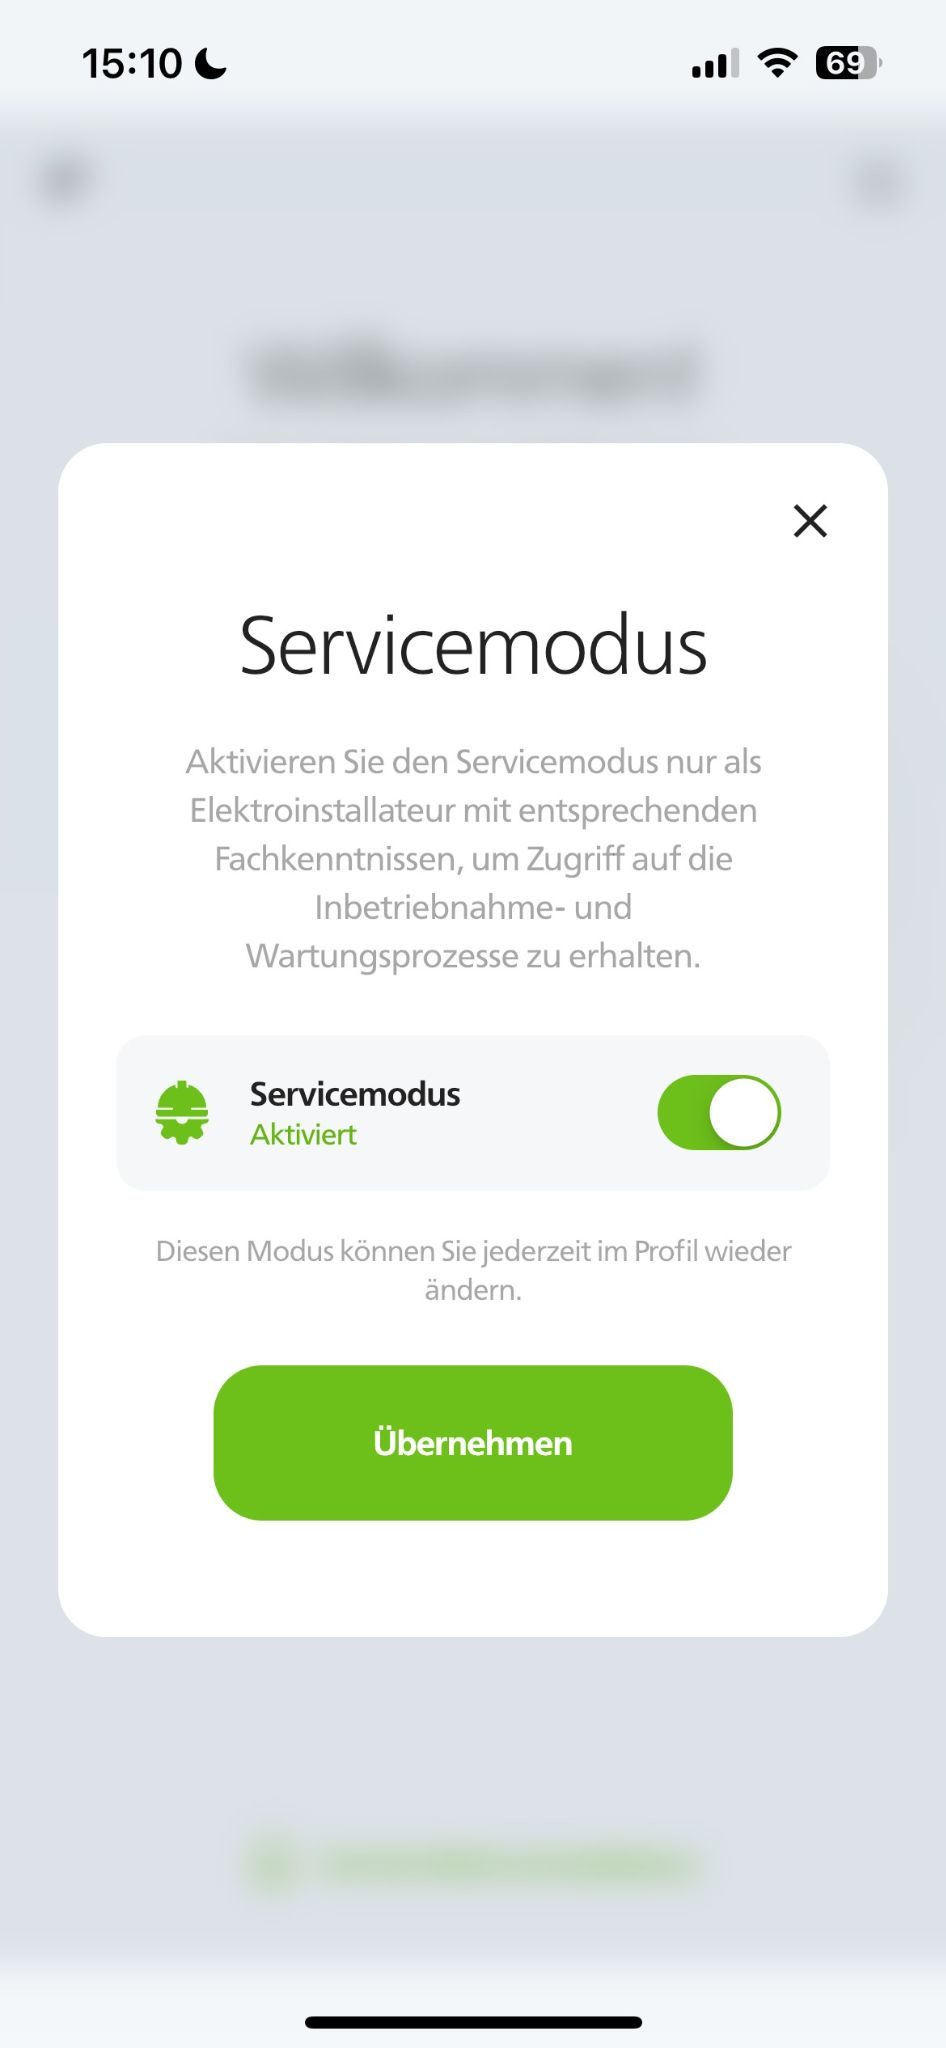 15:10
69
Servicemodus
Aktivieren Sie den Servicemodus nur als
Elektroinstallateur mit entsprechenden
Fachkenntnissen, um Zugriff auf die
Inbetriebnahme- und
Wartungsprozesse zu erhalten.
Servicemodus
Aktiviert
Diesen Modus können Sie jederzeit im Profil wieder
ändern.
Übernehmen